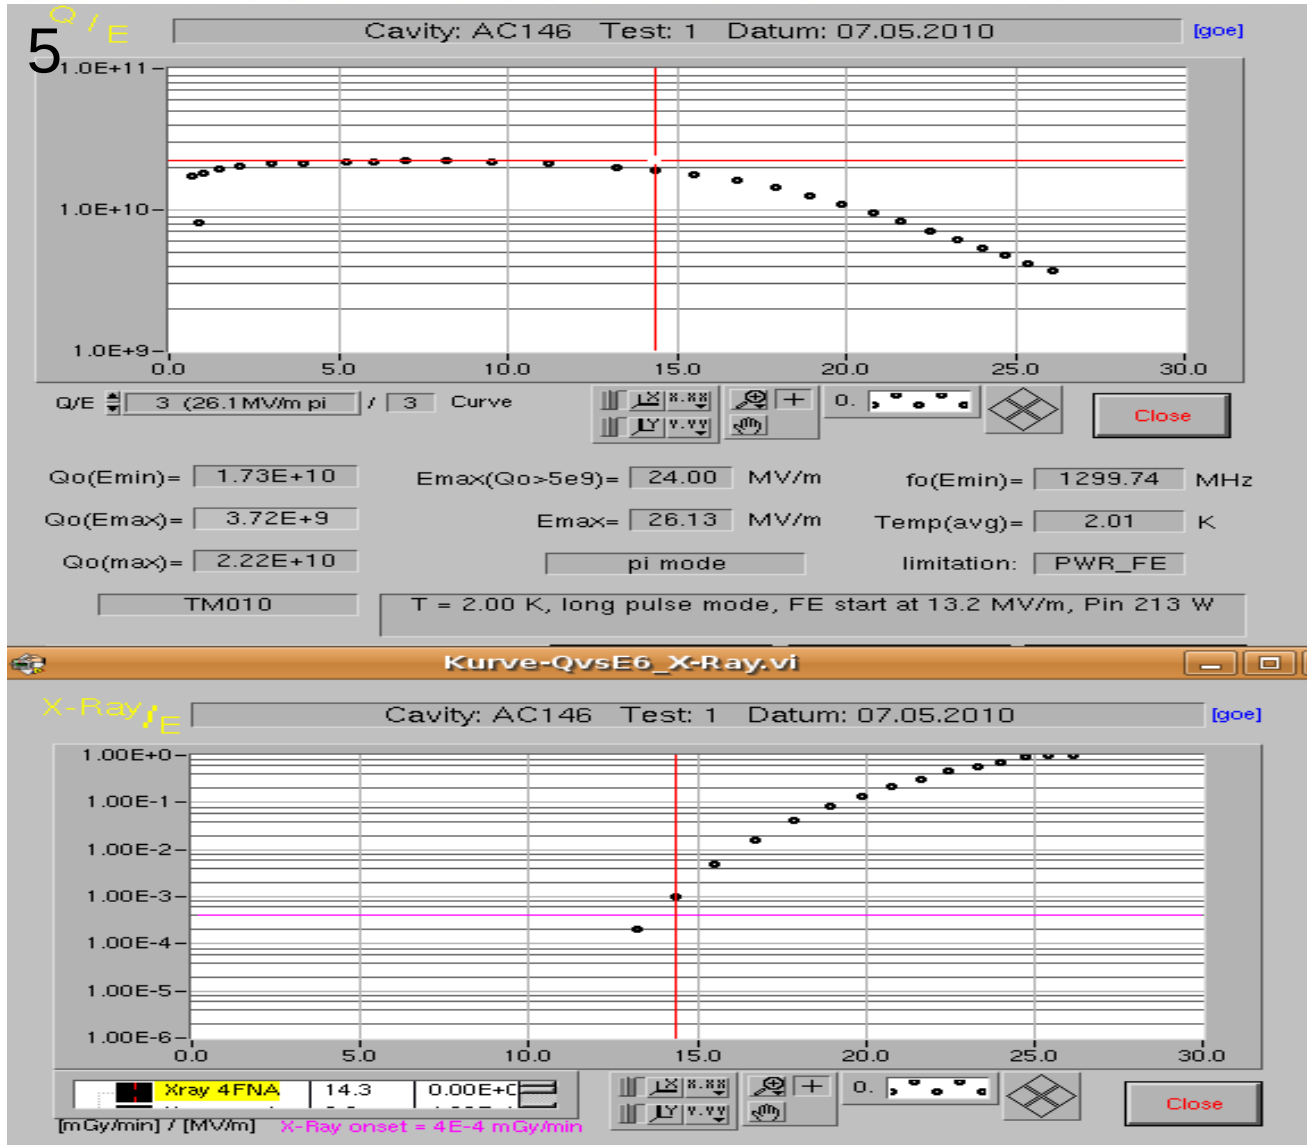 Q/E
5
Cavity: AC146 Test: 1 Datum: 07.05.2010 [goe]
1.0E+11
1.0E+10
1.0E+9
0.0 5.0 10.0 15.0 20.0 25.0 30.0
Q/E 3 (26.1MV/m pi / 3 Curve
X X.XX
Y Y.YY
0.
Close
Qo(Emin)= 1.73E+10 Emax(Qo>5e9)= 24.00 MV/m fo(Emin)= 1299.74 MHz
Qo(Emax)= 3.72E+9 Emax= 26.13 MV/m Temp(avg)= 2.01 K
Qo(max)= 2.22E+10 pi mode limitation: PWR_FE
TM010 T = 2.00 K, long pulse mode, FE start at 13.2 MV/m, Pin 213 W
Kurve-QvsE6_X-Ray.vi
X-Ray/E
Cavity: AC146 Test: 1 Datum: 07.05.2010 [goe]
1.00E+0
1.00E-1
1.00E-2
1.00E-3
1.00E-4
1.00E-5
1.00E-6
0.0 5.0 10.0 15.0 20.0 25.0 30.0
Xray 4FNA 14.3 0.00E+0
X X.XX
Y Y.YY
0.
Close
[mGy/min] / [MV/m] X-Ray onset = 4E-4 mGy/min